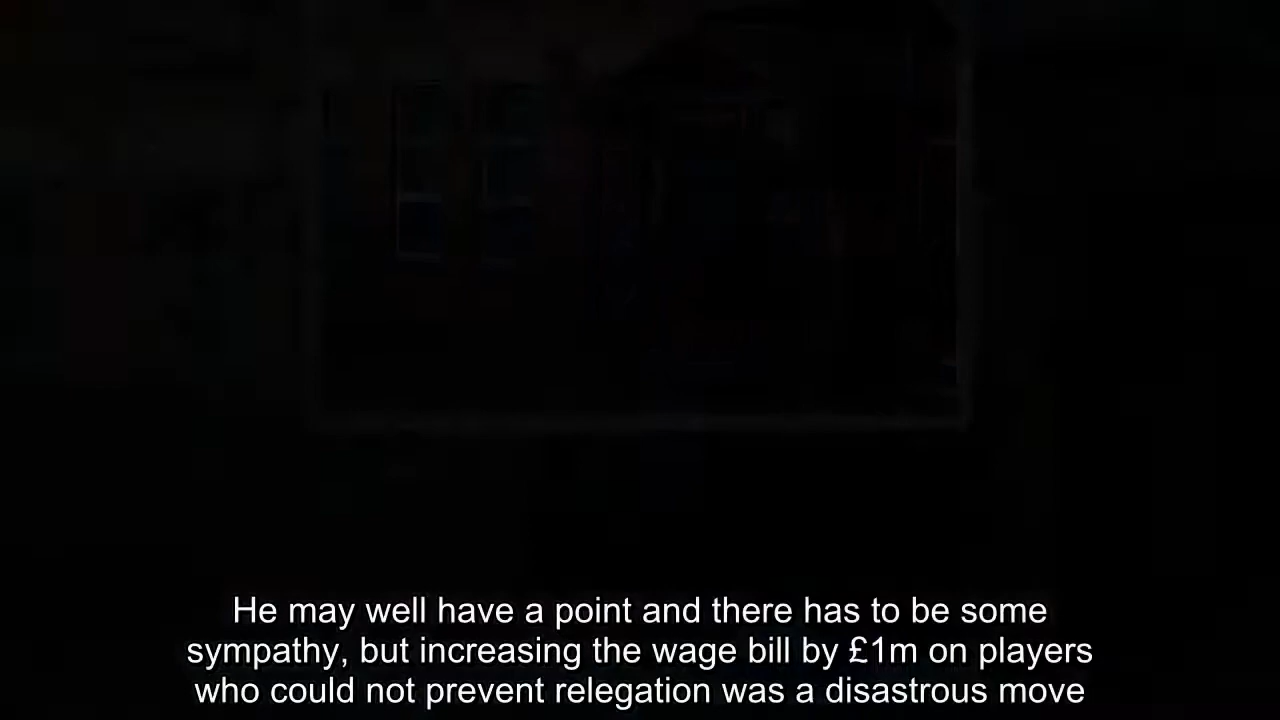 He may well have a point and there has to be some
sympathy, but increasing the wage bill by £1m on players
who could not prevent relegation was a disastrous move